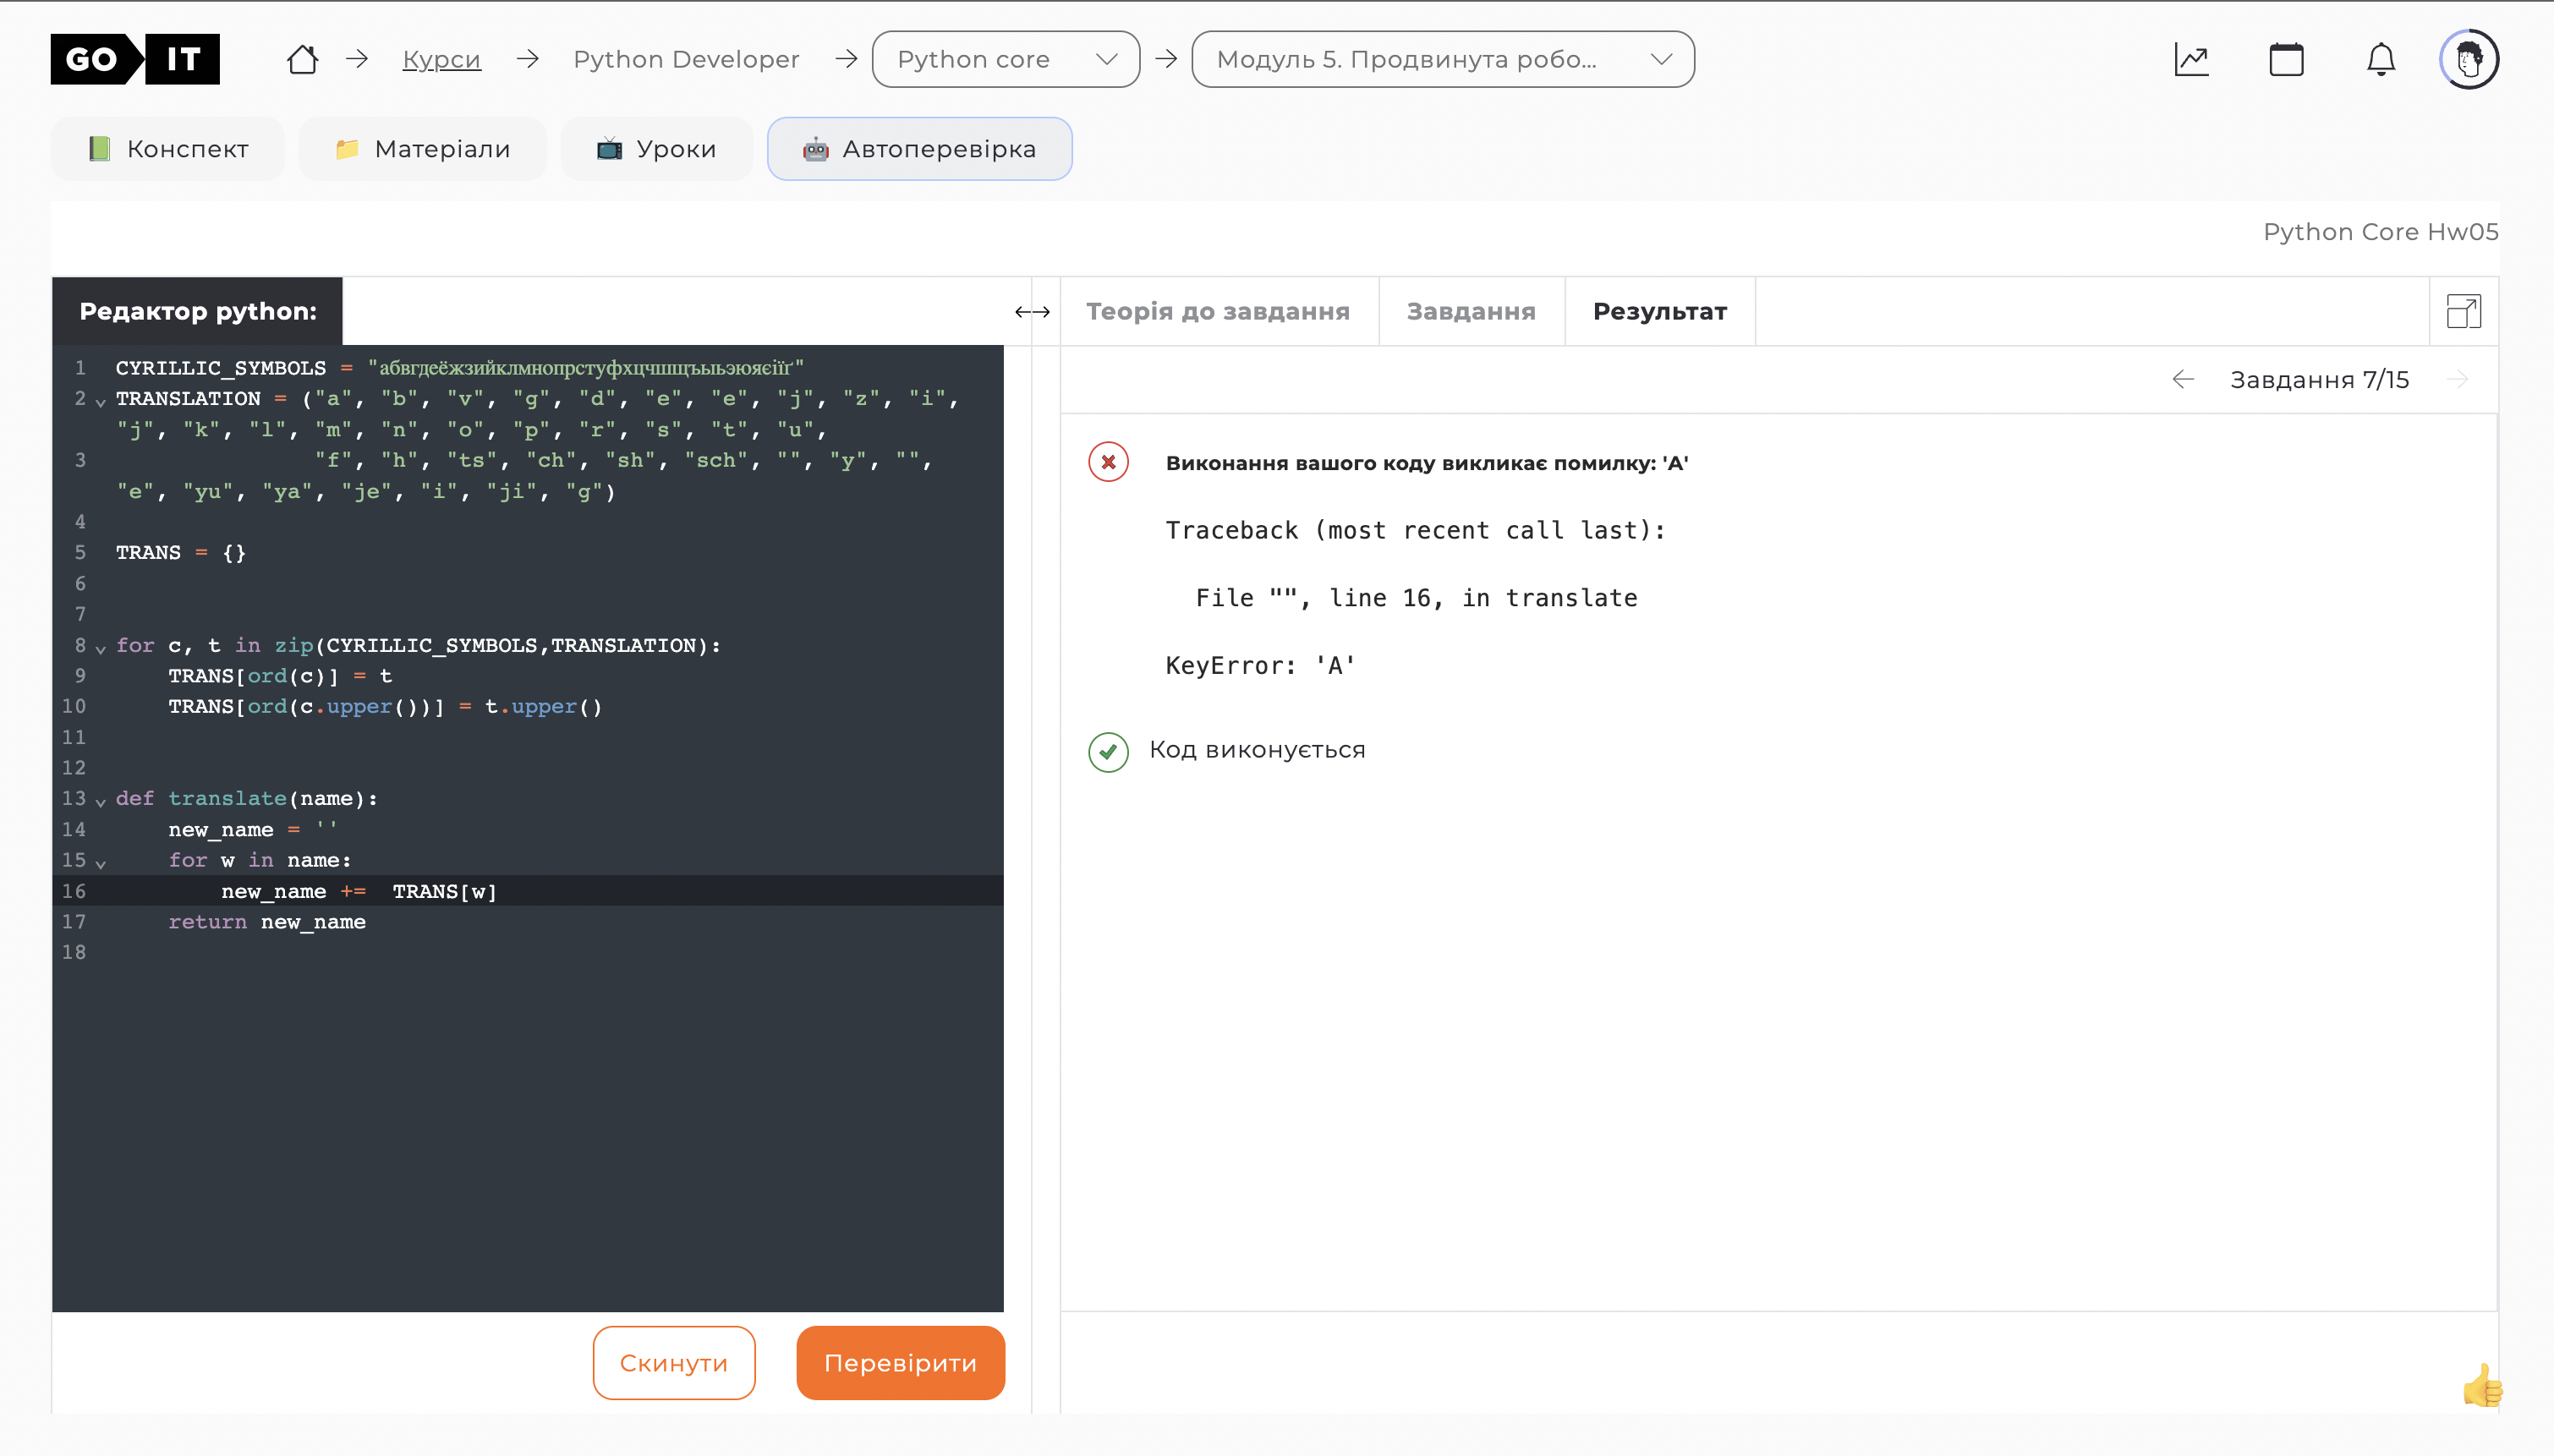 GO IT
Курси
Python Developer
Python core
Модуль 5. Продвинута робо...
Конспект
Матеріали
Уроки
Автоперевірка
Python Core Hw05
Редактор python:
Теорія до завдання
Завдання
Результат
Завдання 7/15
1 CYRILLIC_SYMBOLS = "абвгдеёжзийклмнопрстуфхцчшщъыьэюяєіїґ"
2 TRANSLATION = ("a", "b", "v", "g", "d", "e", "e", "j", "z", "i",
"j", "k", "l", "m", "n", "o", "p", "r", "s", "t", "u",
3 "f", "h", "ts", "ch", "sh", "sch", "", "y", "",
"e", "yu", "ya", "je", "i", "ji", "g")
4
5 TRANS = {}
6
7
8 for c, t in zip(CYRILLIC_SYMBOLS,TRANSLATION):
9 TRANS[ord(c)] = t
10 TRANS[ord(c.upper())] = t.upper()
11
12
13 def translate(name):
14 new_name = ''
15 for w in name:
16 new_name += TRANS[w]
17 return new_name
18
Виконання вашого коду викликає помилку: 'А'
Traceback (most recent call last):
File "", line 16, in translate
KeyError: 'А'
Код виконується
Скинути
Перевірити